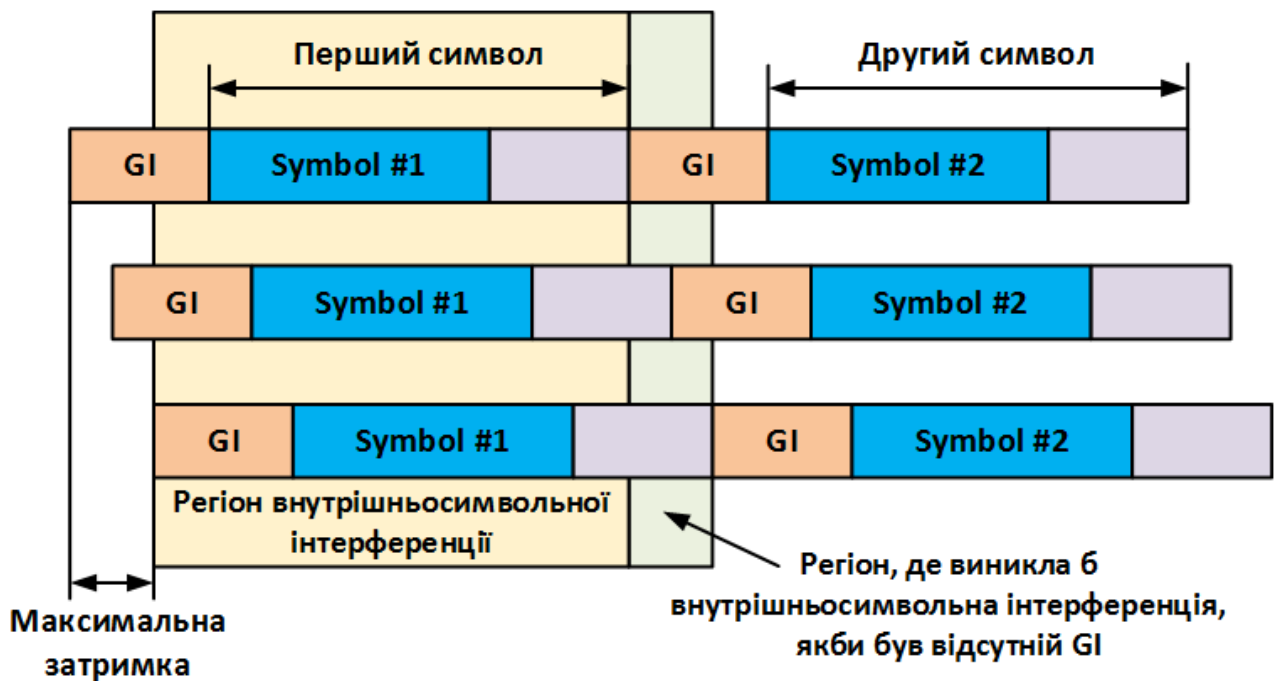 Перший символ
Другий символ
GI
Symbol #1
GI
Symbol #2
GI
Symbol #1
GI
Symbol #2
GI
Symbol #1
GI
Symbol #2
Регіон внутрішньосимвольної
інтерференції
Регіон, де виникла б
внутрішньосимвольна інтерференція,
якби був відсутній GI
Максимальна
затримка